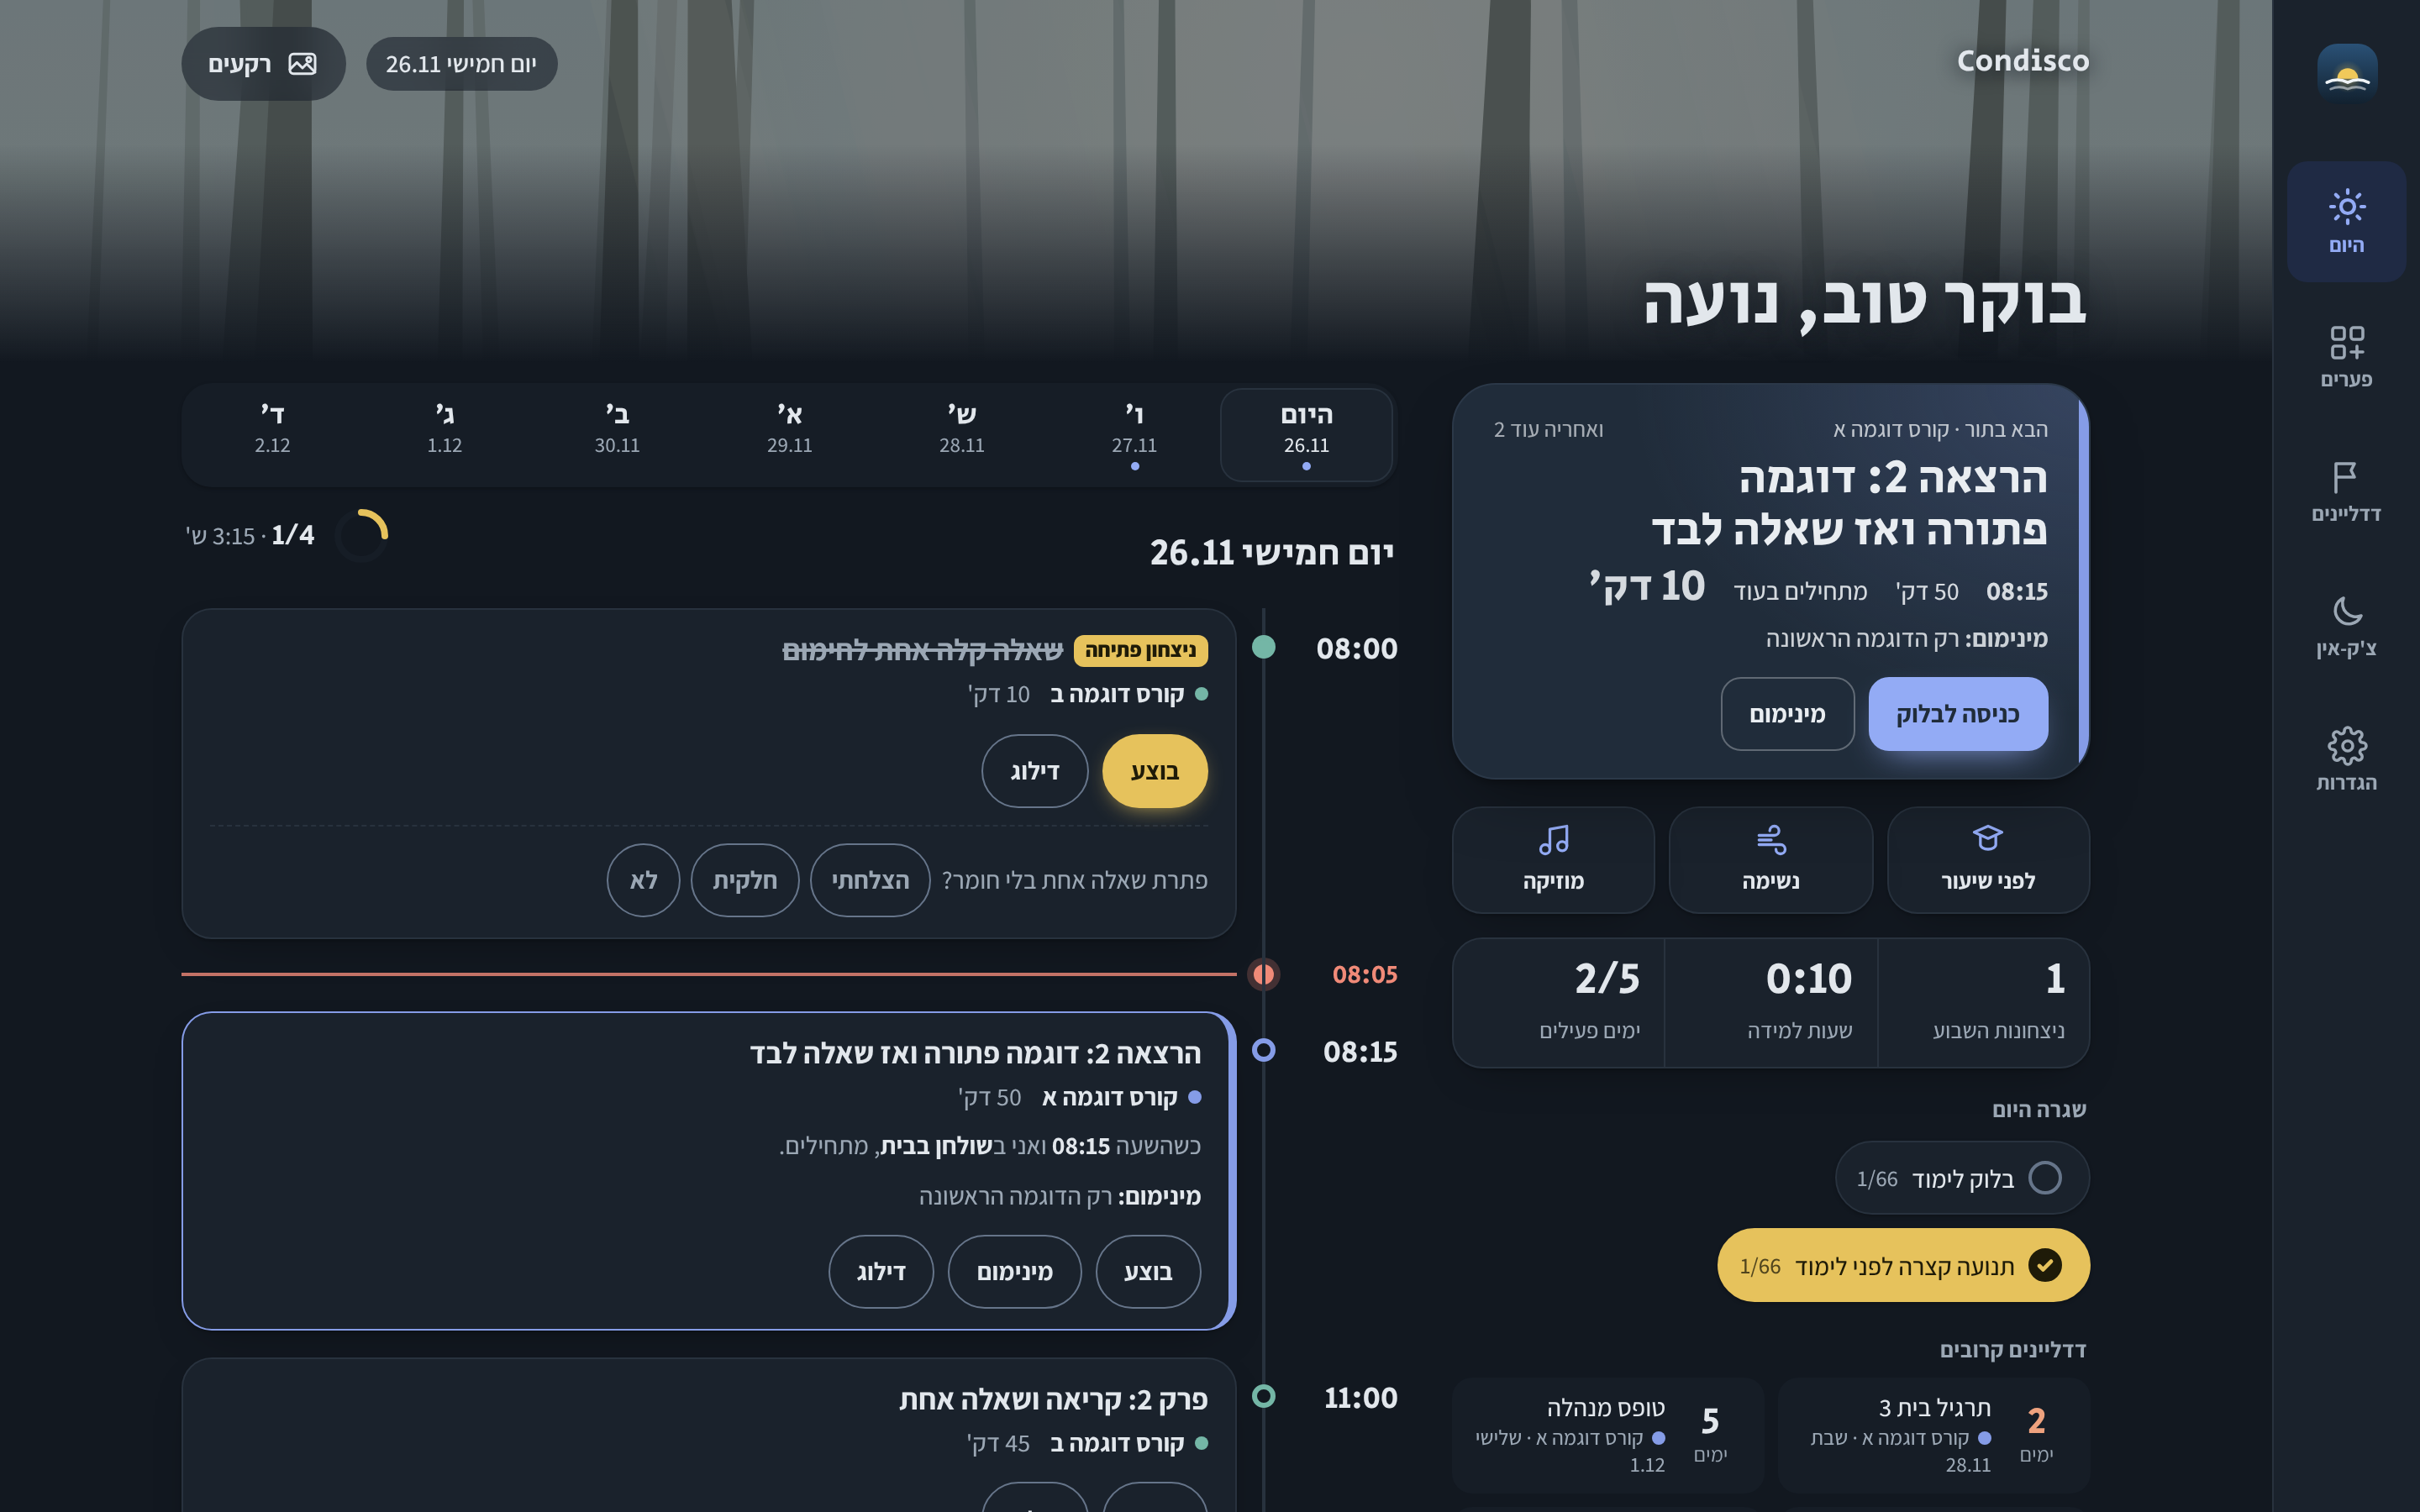 Condisco
יום חמישי 26.11
רקעים
היום
פערים
דדליינים
צ'ק-אין
הגדרות
בוקר טוב, נועה
הבא בתור · קורס דוגמה א
ואחריה עוד 2
הרצאה 2: דוגמה
פתורה ואז שאלה לבד
08:15 50 דק' מתחילים בעוד 10 דק׳
מינימום: רק הדוגמה הראשונה
כניסה לבלוק
מינימום
לפני שיעור
נשימה
מוזיקה
1
ניצחונות השבוע
0:10
שעות למידה
2/5
ימים פעילים
שגרה היום
בלוק לימוד 1/66
תנועה קצרה לפני לימוד 1/66
דדליינים קרובים
2
ימים
תרגיל בית 3
קורס דוגמה א · שבת
28.11
5
ימים
טופס מנהלה
קורס דוגמה א · שלישי
1.12
היום
26.11
ו׳
27.11
ש׳
28.11
א׳
29.11
ב׳
30.11
ג׳
1.12
ד׳
2.12
יום חמישי 26.11
1/4 · 3:15 ש'
08:00
ניצחון פתיחה שאלה קלה אחת לחימום
קורס דוגמה ב 10 דק'
בוצע
דילוג
פתרת שאלה אחת בלי חומר? הצלחתי חלקית לא
08:05
08:15
הרצאה 2: דוגמה פתורה ואז שאלה לבד
קורס דוגמה א 50 דק'
כשהשעה 08:15 ואני בשולחן בבית, מתחילים.
מינימום: רק הדוגמה הראשונה
בוצע
מינימום
דילוג
11:00
פרק 2: קריאה ושאלה אחת
קורס דוגמה ב 45 דק'